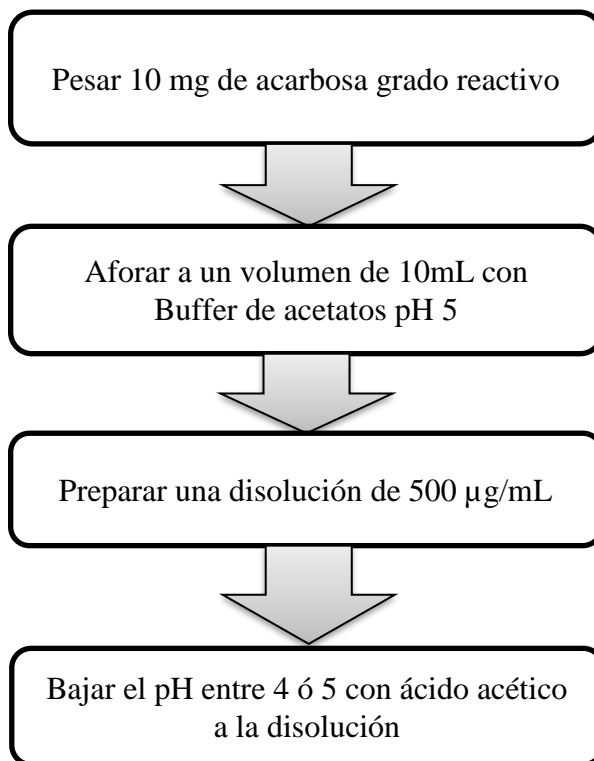 Pesar 10 mg de acarbosa grado reactivo
Aforar a un volumen de 10mL con
Buffer de acetatos pH 5
Preparar una disolución de 500 µg/mL
Bajar el pH entre 4 ó 5 con ácido acético
a la disolución